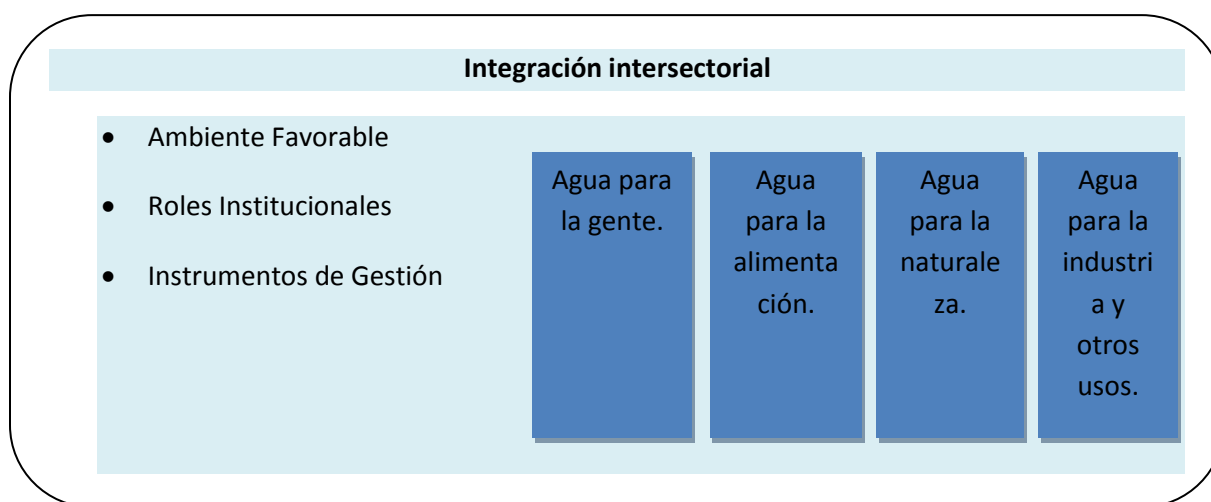 Integración intersectorial
• Ambiente Favorable
• Roles Institucionales
• Instrumentos de Gestión
Agua para
la gente.
Agua
para la
alimenta
ción.
Agua
para la
naturale
za.
Agua
para la
industri
a y
otros
usos.